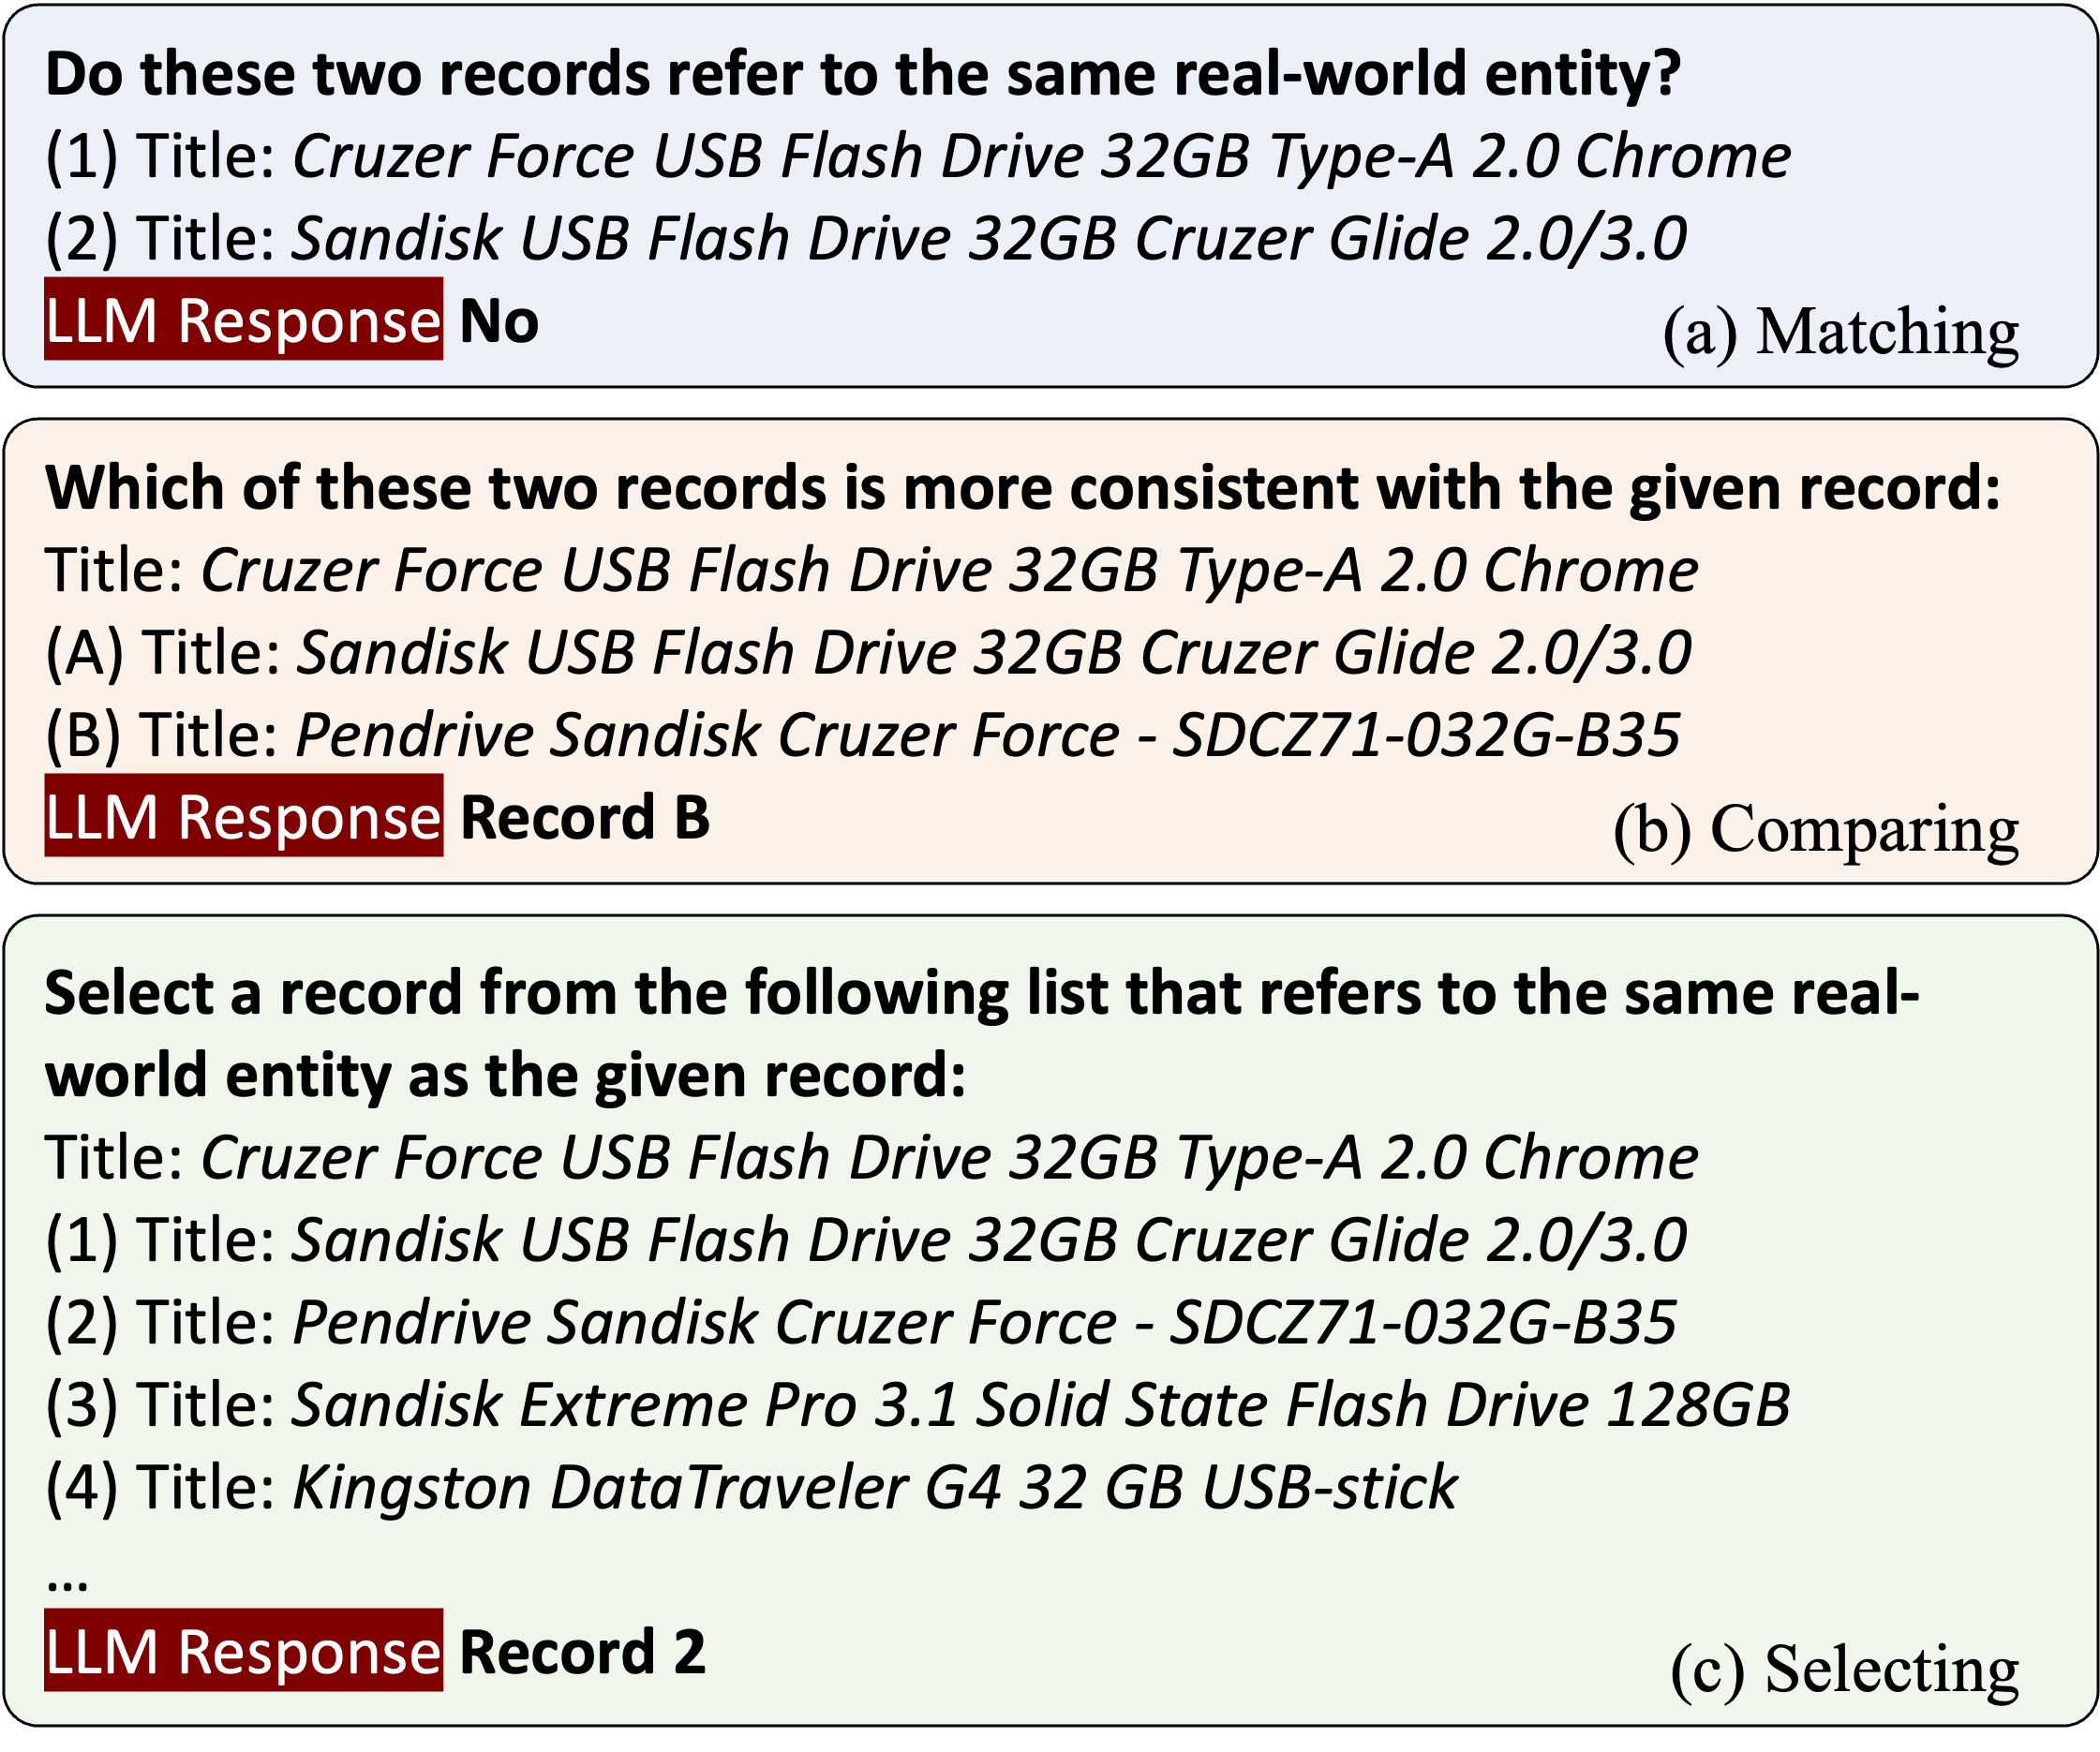 Do these two records refer to the same real-world entity?
(1) Title: Cruzer Force USB Flash Drive 32GB Type-A 2.0 Chrome
(2) Title: Sandisk USB Flash Drive 32GB Cruzer Glide 2.0/3.0
LLM Response No
(a) Matching
Which of these two records is more consistent with the given record:
Title: Cruzer Force USB Flash Drive 32GB Type-A 2.0 Chrome
(A) Title: Sandisk USB Flash Drive 32GB Cruzer Glide 2.0/3.0
(B) Title: Pendrive Sandisk Cruzer Force - SDCZ71-032G-B35
LLM Response Record B
(b) Comparing
Select a record from the following list that refers to the same real-
world entity as the given record:
Title: Cruzer Force USB Flash Drive 32GB Type-A 2.0 Chrome
(1) Title: Sandisk USB Flash Drive 32GB Cruzer Glide 2.0/3.0
(2) Title: Pendrive Sandisk Cruzer Force - SDCZ71-032G-B35
(3) Title: Sandisk Extreme Pro 3.1 Solid State Flash Drive 128GB
(4) Title: Kingston DataTraveler G4 32 GB USB-stick
...
LLM Response Record 2
(c) Selecting